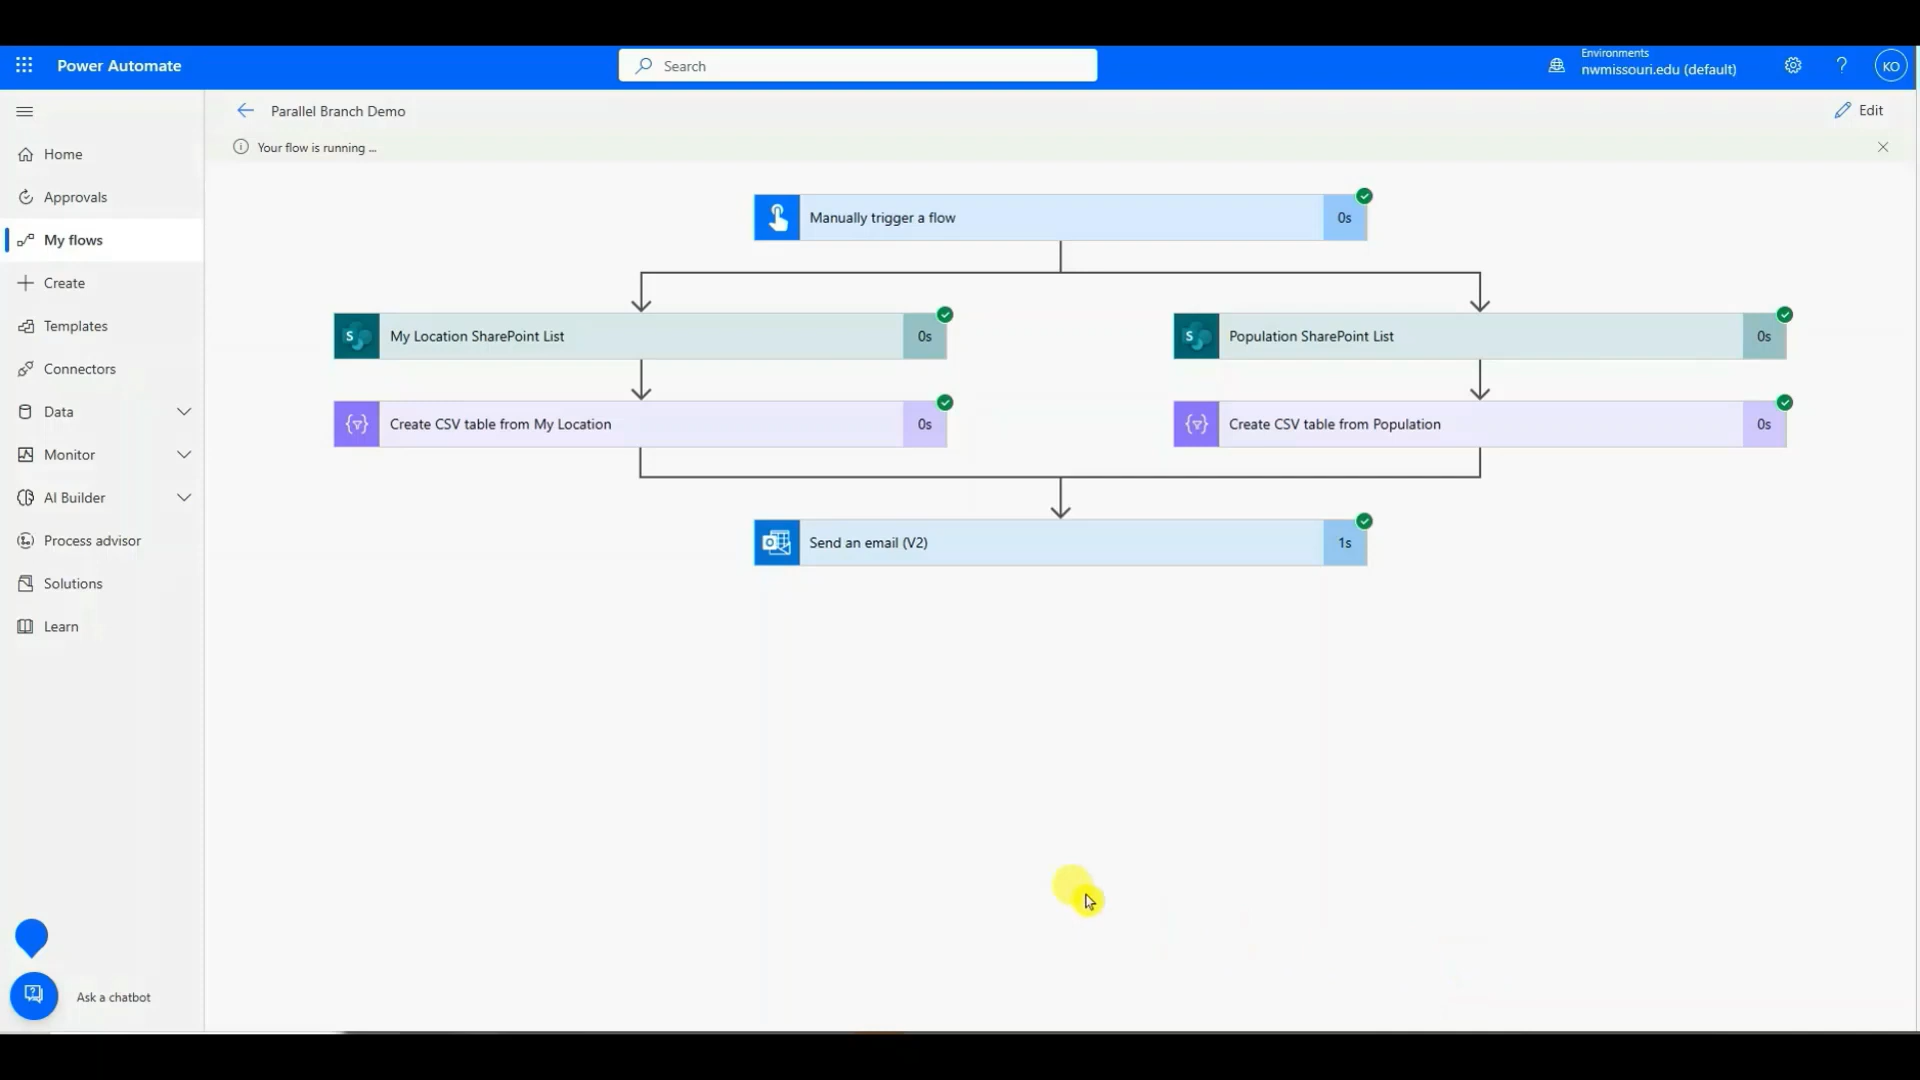 Power Automate
Search
Environments
nwmissouri.edu (default)
?
KO
Parallel Branch Demo
Edit
Your flow is running ...
Home
Approvals
My flows
Create
Templates
Connectors
Data
Monitor
AI Builder
Process advisor
Solutions
Learn
Ask a chatbot
Manually trigger a flow
0s
S
My Location SharePoint List
0s
S
Population SharePoint List
0s
Create CSV table from My Location
0s
Create CSV table from Population
0s
Send an email (V2)
1s